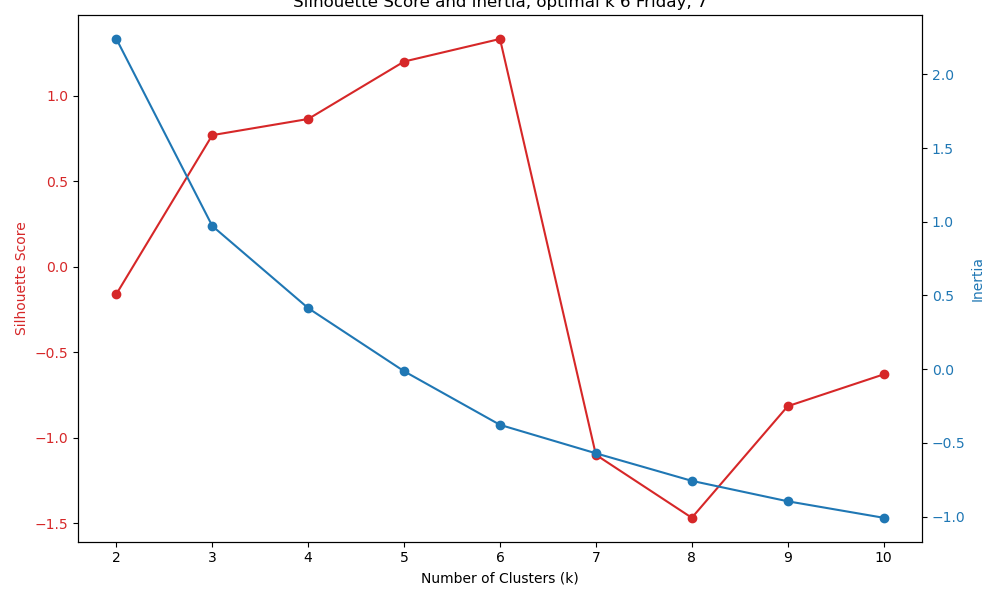 Silhouette Score and Inertia, optimal k 6 Friday, 7
1.0
0.5
0.0
−0.5
−1.0
−1.5
Silhouette Score
2.0
1.5
1.0
0.5
0.0
−0.5
−1.0
Inertia
2 3 4 5 6 7 8 9 10
Number of Clusters (k)